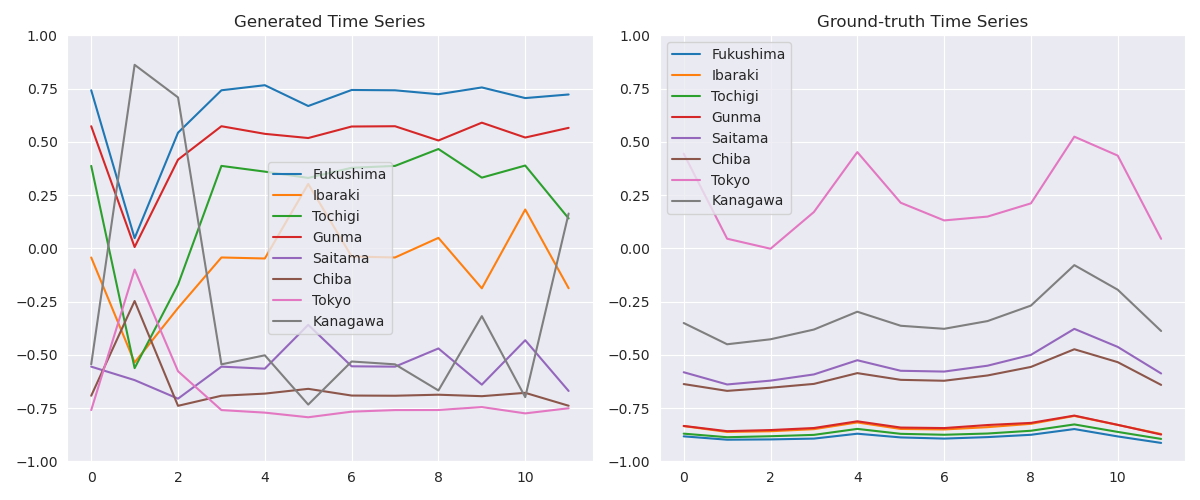 Generated Time Series
1.00
0.75
0.50
0.25
0.00
−0.25
−0.50
−0.75
−1.00
0 2 4 6 8 10
Fukushima
Ibaraki
Tochigi
Gunma
Saitama
Chiba
Tokyo
Kanagawa
Ground-truth Time Series
1.00
0.75
0.50
0.25
0.00
−0.25
−0.50
−0.75
−1.00
0 2 4 6 8 10
Fukushima
Ibaraki
Tochigi
Gunma
Saitama
Chiba
Tokyo
Kanagawa